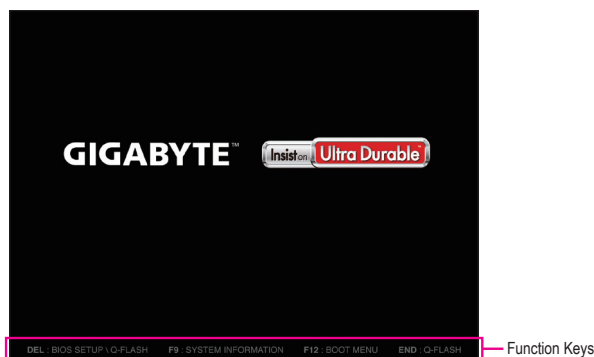 GIGABYTE™ Insist on Ultra Durable™
DEL : BIOS SETUP \ Q-FLASH F9 : SYSTEM INFORMATION F12 : BOOT MENU END : Q-FLASH Function Keys